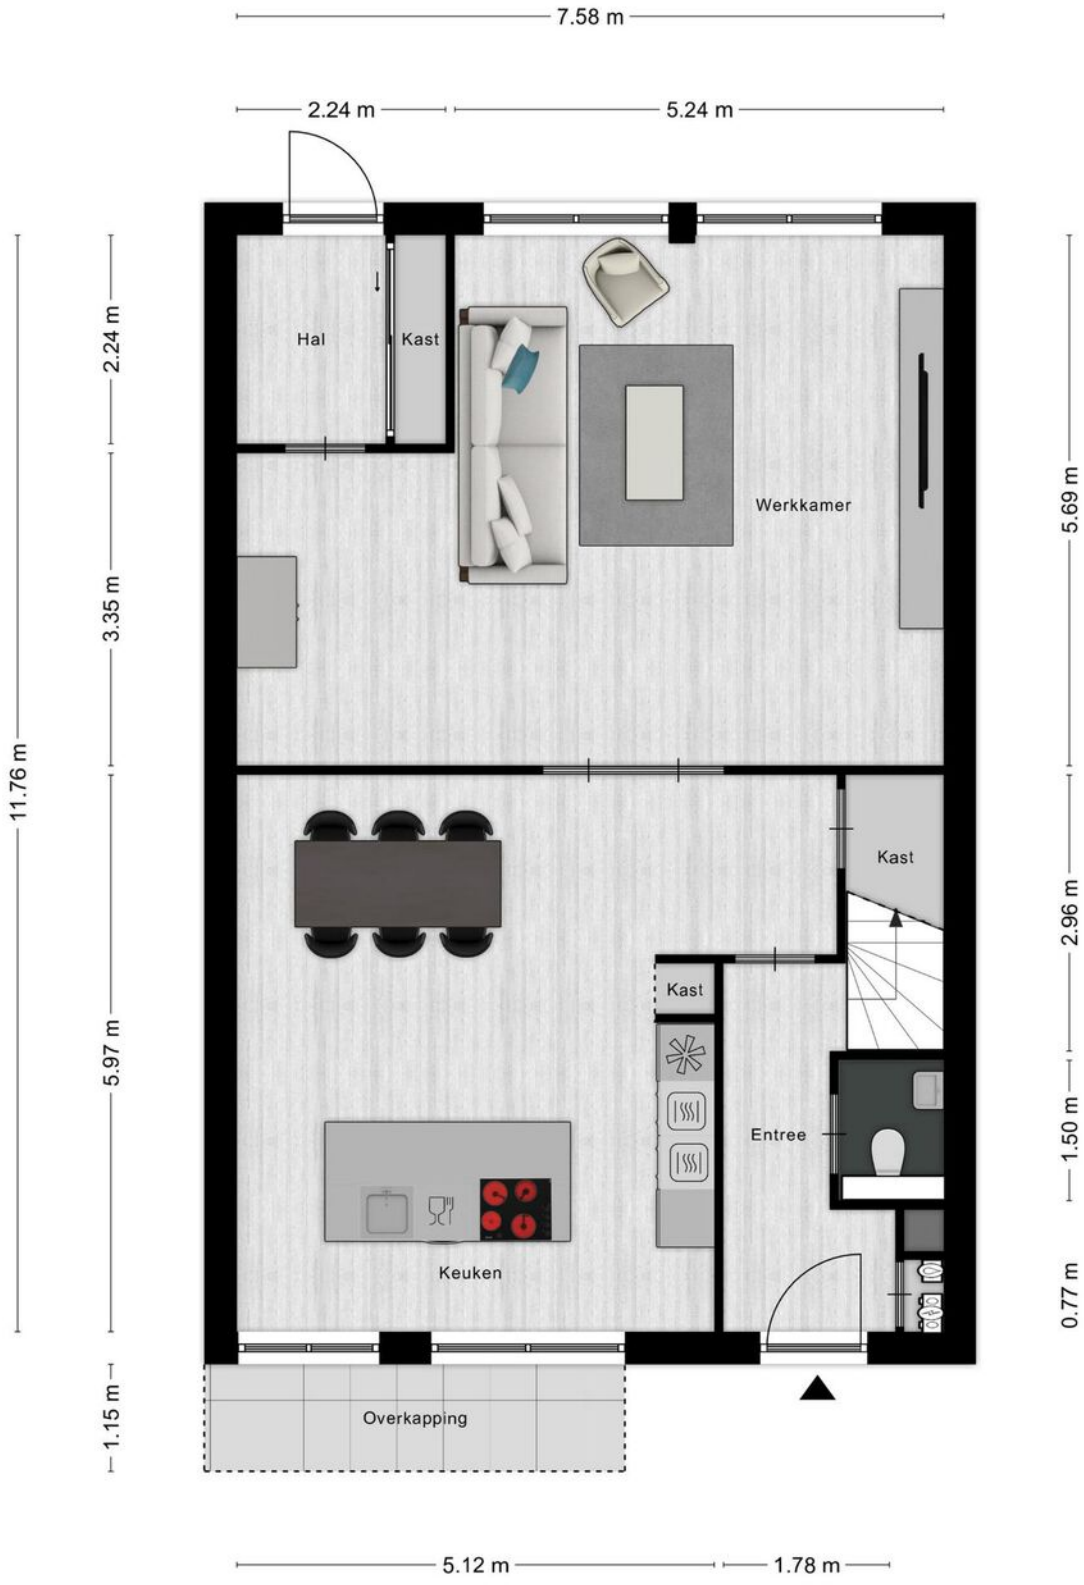 7.58 m
2.24 m
5.24 m
2.24 m
Hal
Kast
5.69 m
Werkkamer
3.35 m
11.76 m
Kast
2.96 m
Kast
5.97 m
Entree
1.50 m
Keuken
0.77 m
1.15 m
Overkapping
5.12 m
1.78 m